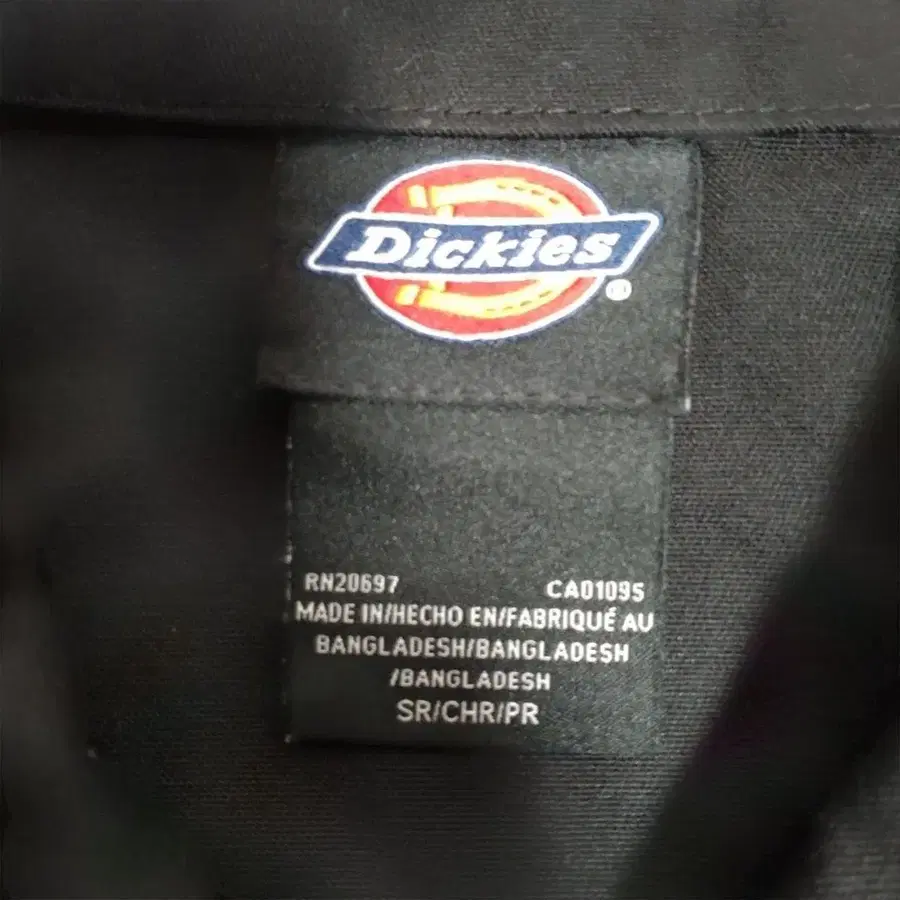 Dickies
®
RN20697 CA01095
MADE IN/HECHO EN/FABRIQUÉ AU
BANGLADESH/BANGLADESH
/BANGLADESH
SR/CHR/PR